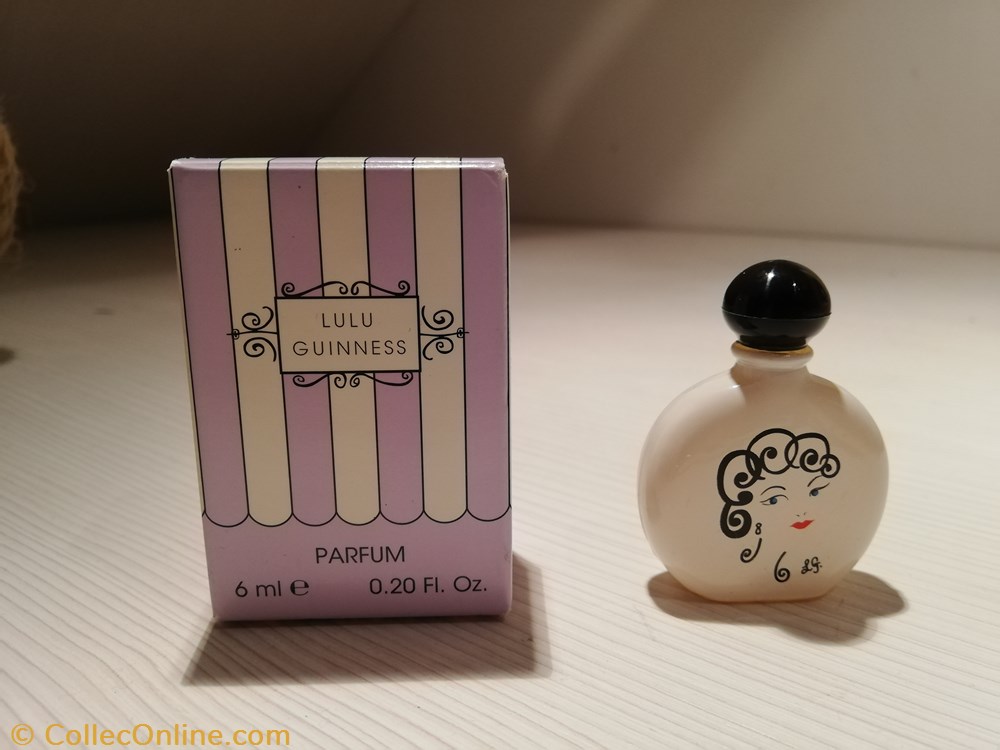 LULU
GUINNESS
PARFUM
6 ml ℮ 0.20 Fl. Oz.
LG.
© CollecOnline.com